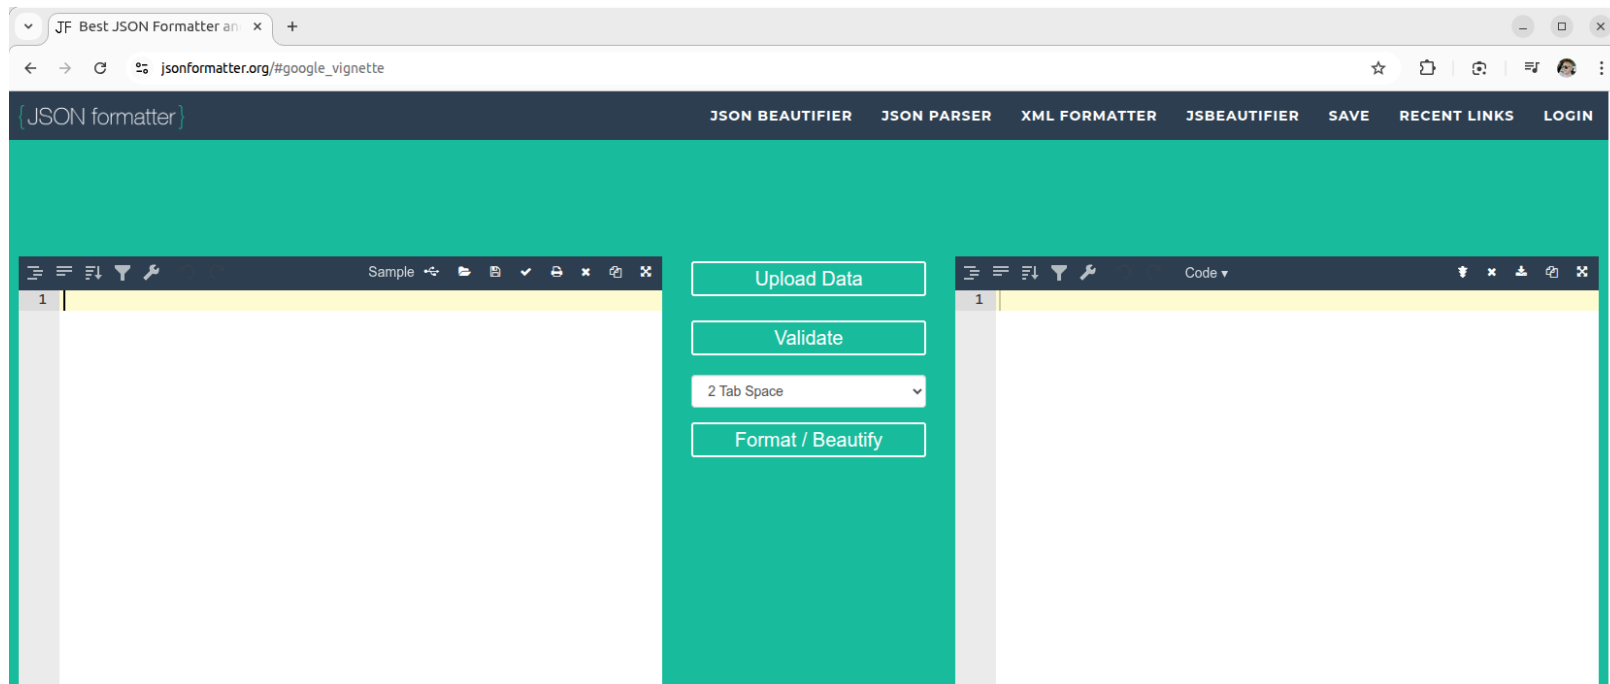 JF Best JSON Formatter an
jsonformatter.org/#google_vignette
{JSON formatter}
JSON BEAUTIFIER JSON PARSER XML FORMATTER JSBEAUTIFIER SAVE RECENT LINKS LOGIN
Sample
1
Upload Data
Validate
2 Tab Space
Format / Beautify
Code
1